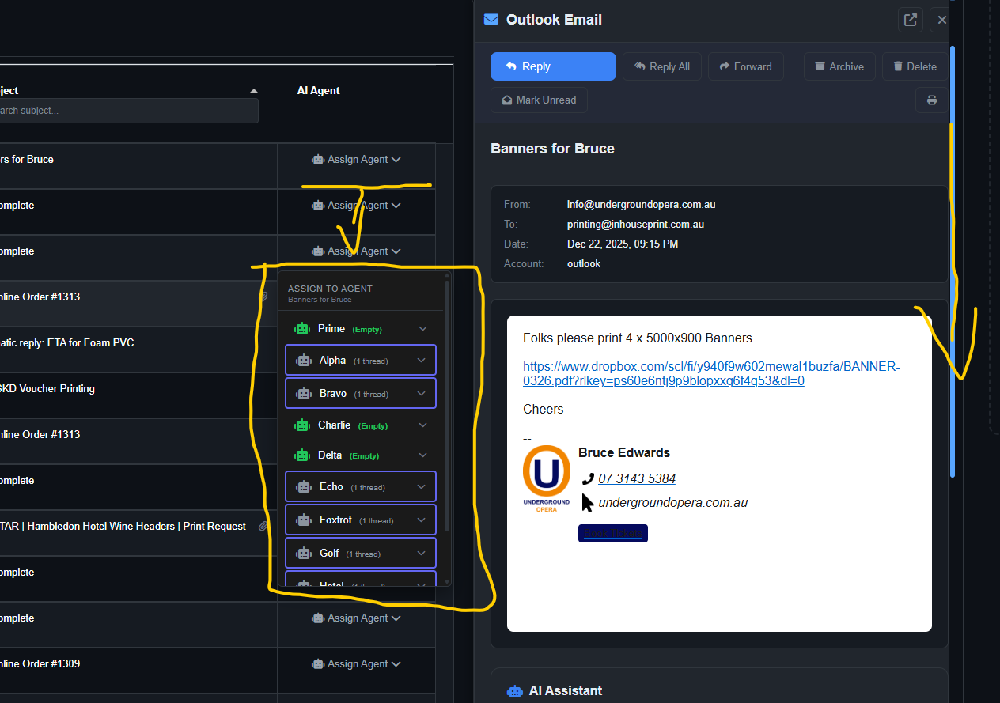 ject
arch subject...
AI Agent
rs for Bruce
Assign Agent
omplete
Assign Agent
omplete
Assign Agent
nline Order #1313
atic reply: ETA for Foam PVC
SKD Voucher Printing
nline Order #1313
omplete
TAR | Hambledon Hotel Wine Headers | Print Request
omplete
omplete
Assign Agent
nline Order #1309
Assign Agent
ASSIGN TO AGENT
Banners for Bruce
Prime (Empty)
Alpha (1 thread)
Bravo (1 thread)
Charlie (Empty)
Delta (Empty)
Echo (1 thread)
Foxtrot (1 thread)
Golf (1 thread)
Hotel
Outlook Email
Reply
Reply All
Forward
Archive
Delete
Mark Unread
Banners for Bruce
From: info@undergroundopera.com.au
To: printing@inhouseprint.com.au
Date: Dec 22, 2025, 09:15 PM
Account: outlook
Folks please print 4 x 5000x900 Banners.
https://www.dropbox.com/scl/fi/y940f9w602mewal1buzfa/BANNER-
0326.pdf?rlkey=ps60e6ntj9p9blopxxq6f4q53&dl=0
Cheers
--
U
UNDERGROUND
OPERA
Bruce Edwards
07 3143 5384
undergroundopera.com.au
AI Assistant